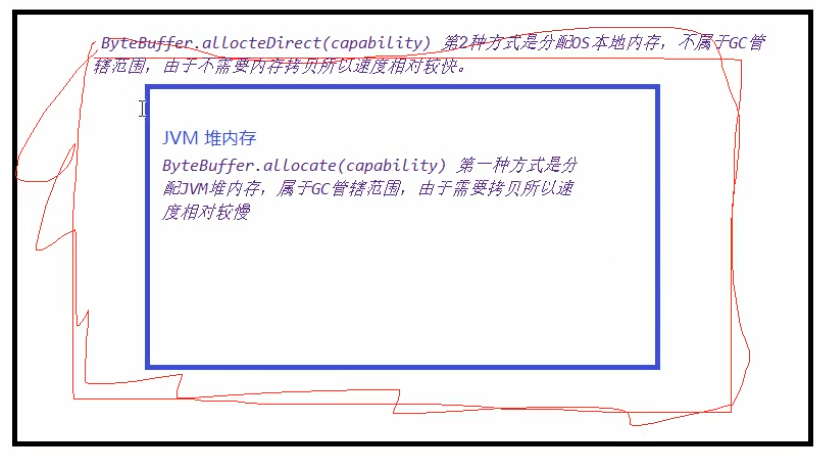 ByteBuffer.allocteDirect(capability) 第2种方式是分配OS本地内存，不属于GC管
辖范围，由于不需要内存拷贝所以速度相对较快。
JVM 堆内存
ByteBuffer.allocate(capability) 第一种方式是分
配JVM堆内存，属于GC管辖范围，由于需要拷贝所以速
度相对较慢